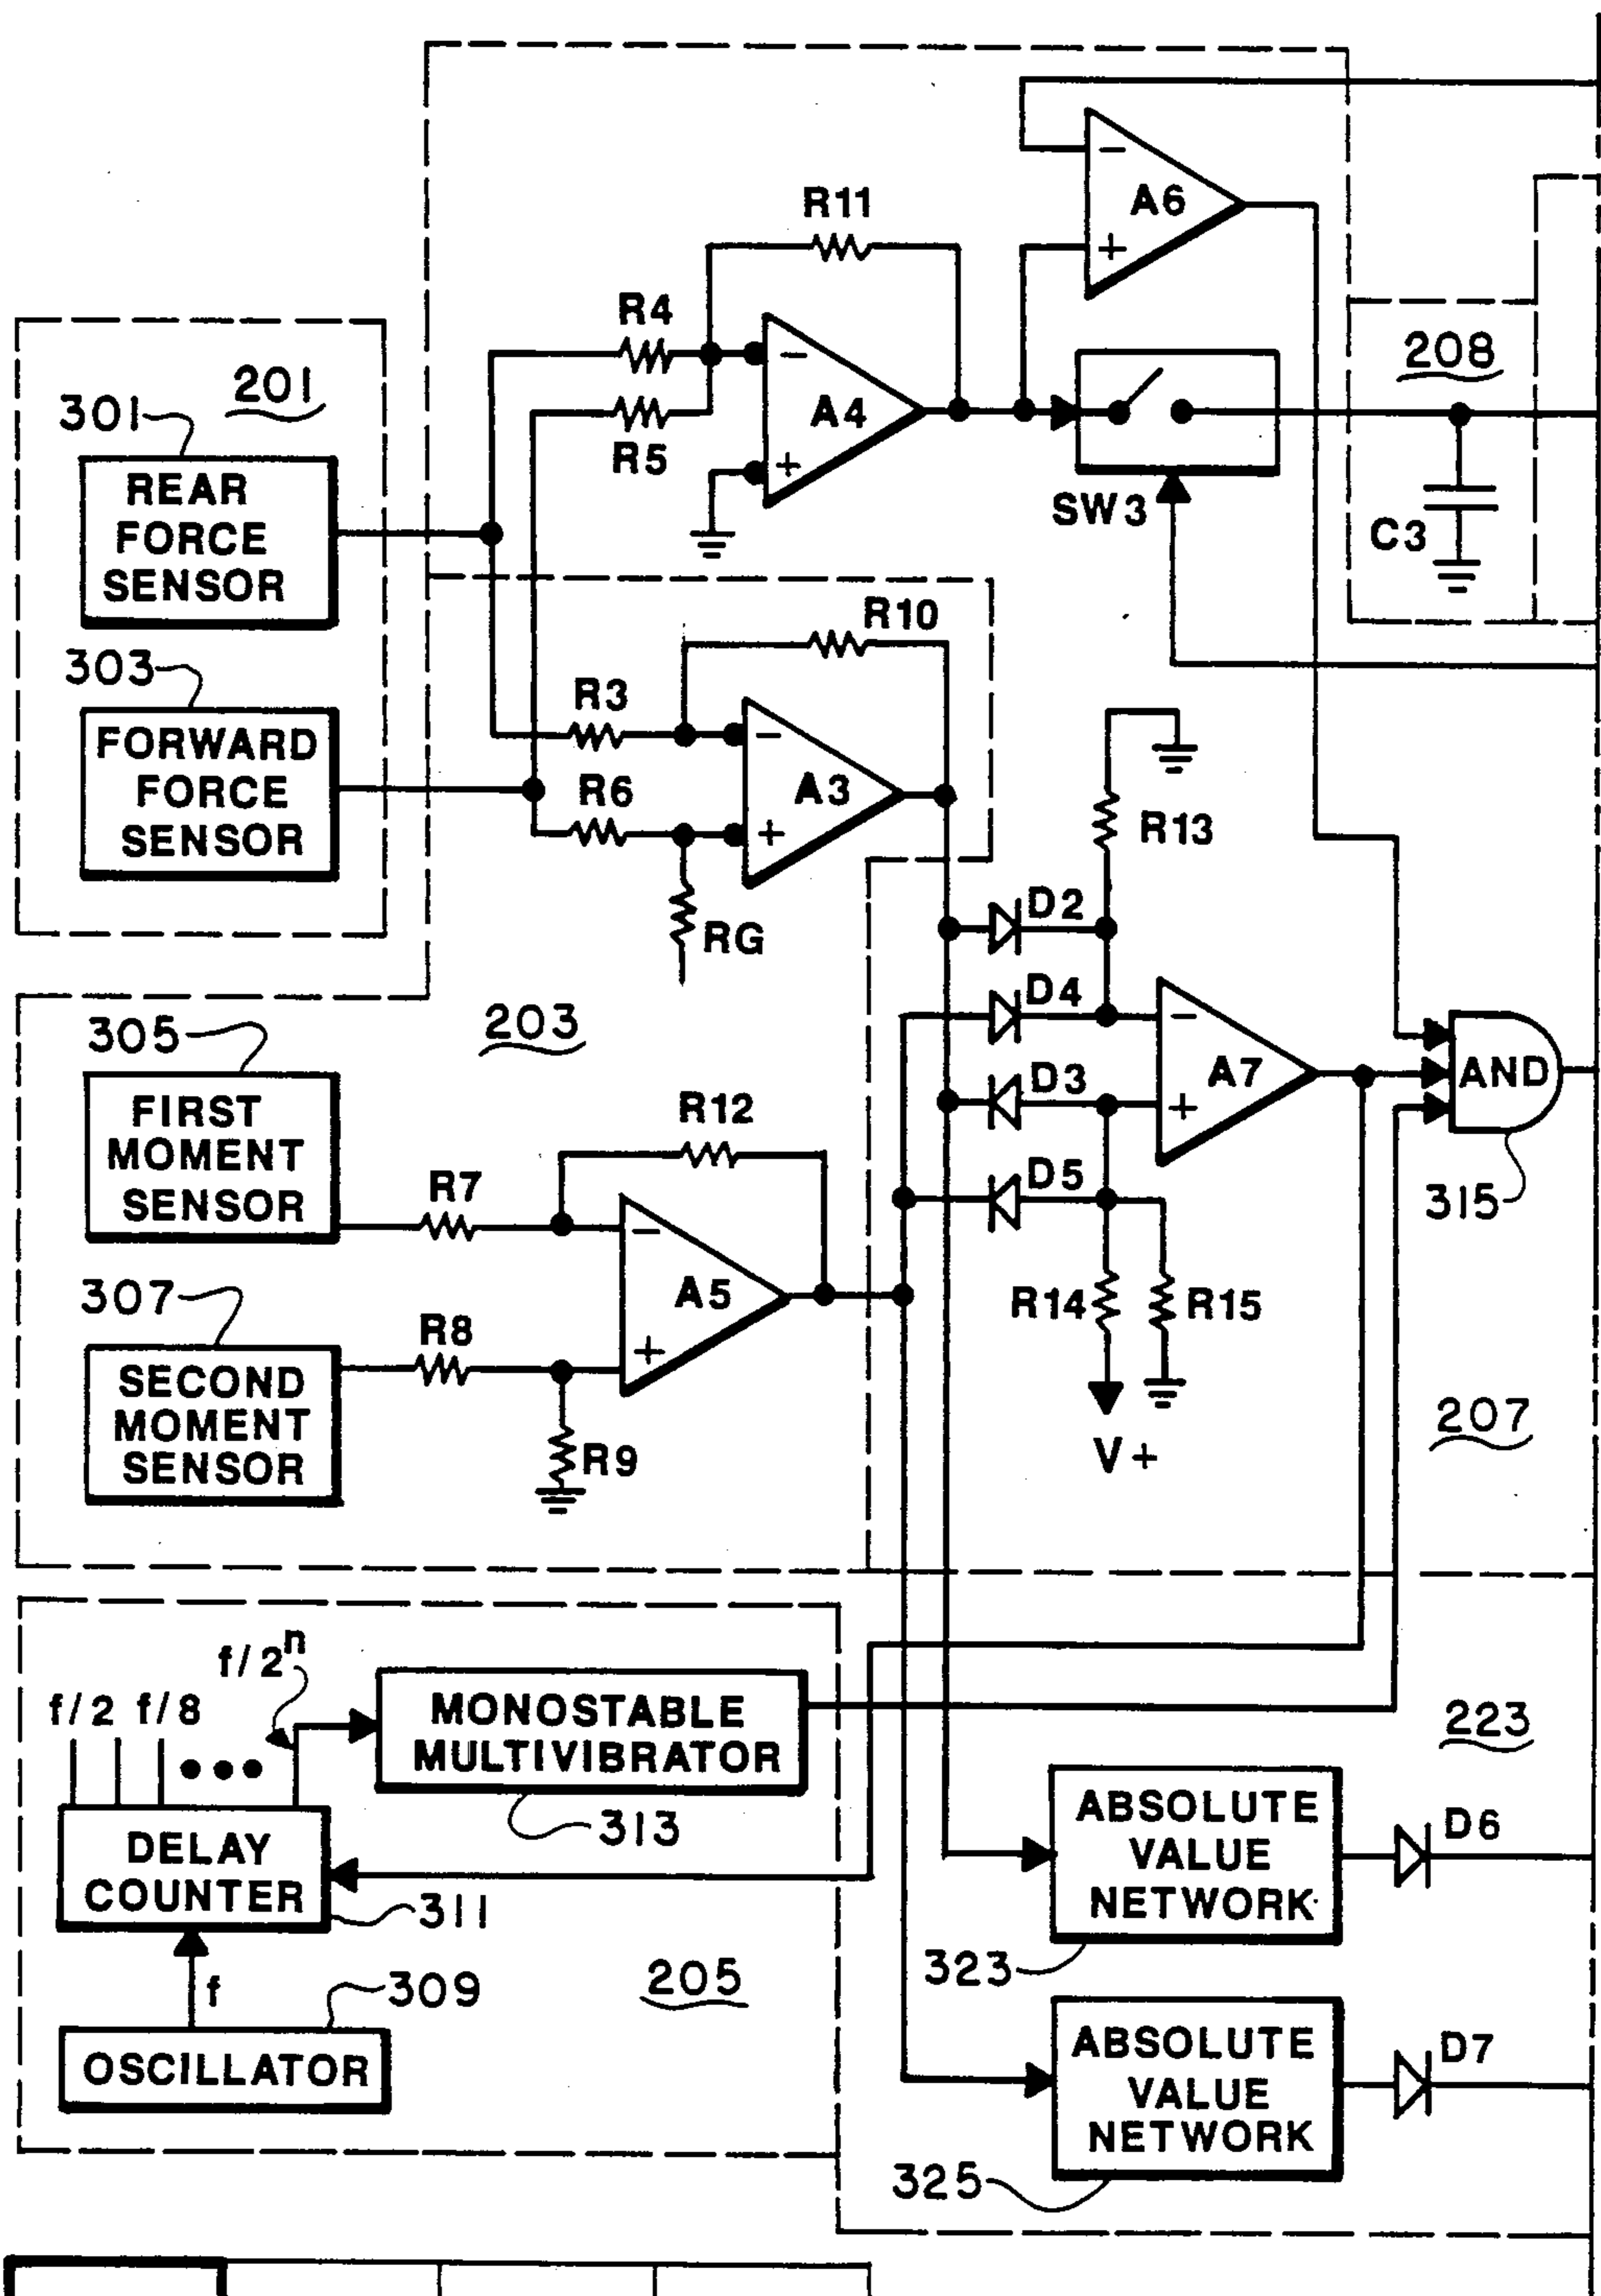 R11
A6
−
+
R4
R5
−
+
A4
208
SW3
C3
201
301
REAR
FORCE
SENSOR
303
FORWARD
FORCE
SENSOR
R10
R3
R6
−
+
A3
RG
R13
D2
D4
D3
D5
−
+
A7
AND
315
R14
R15
V+
207
203
305
FIRST
MOMENT
SENSOR
R7
R12
307
SECOND
MOMENT
SENSOR
R8
R9
−
+
A5
f/2
f/8
f/2ⁿ
MONOSTABLE
MULTIVIBRATOR
313
DELAY
COUNTER
311
f
309
OSCILLATOR
205
223
ABSOLUTE
VALUE
NETWORK
323
D6
ABSOLUTE
VALUE
NETWORK
325
D7